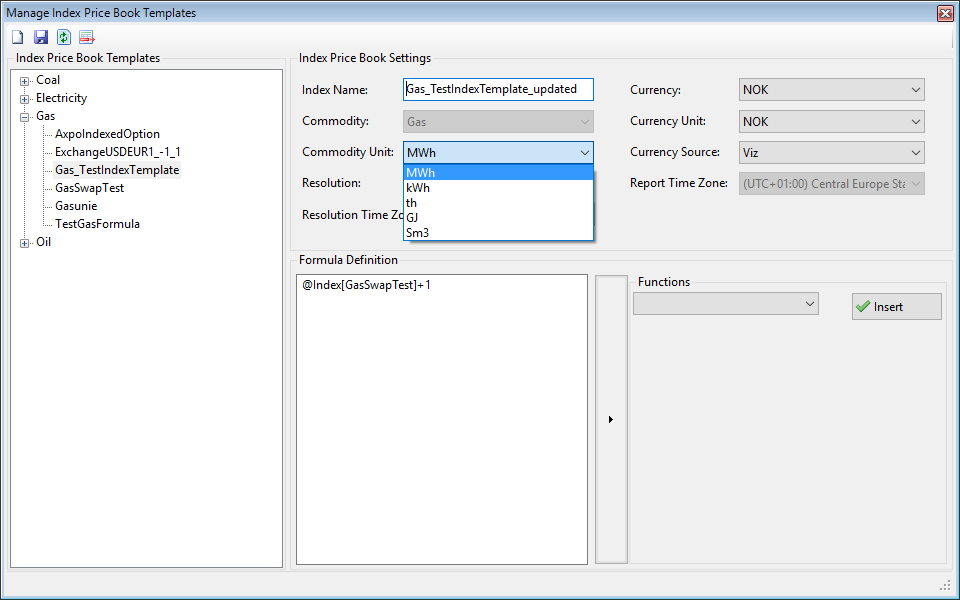 Manage Index Price Book Templates
Index Price Book Templates
Coal
Electricity
Gas
AxpoIndexedOption
ExchangeUSDEUR1_-1_1
Gas_TestIndexTemplate
GasSwapTest
Gasunie
TestGasFormula
Oil
Index Price Book Settings
Index Name: Gas_TestIndexTemplate_updated
Commodity: Gas
Commodity Unit: MWh
MWh
kWh
th
GJ
Sm3
Resolution:
Resolution Time Zo
Currency: NOK
Currency Unit: NOK
Currency Source: Viz
Report Time Zone: (UTC+01:00) Central Europe Sta
Formula Definition
@Index[GasSwapTest]+1
Functions
Insert